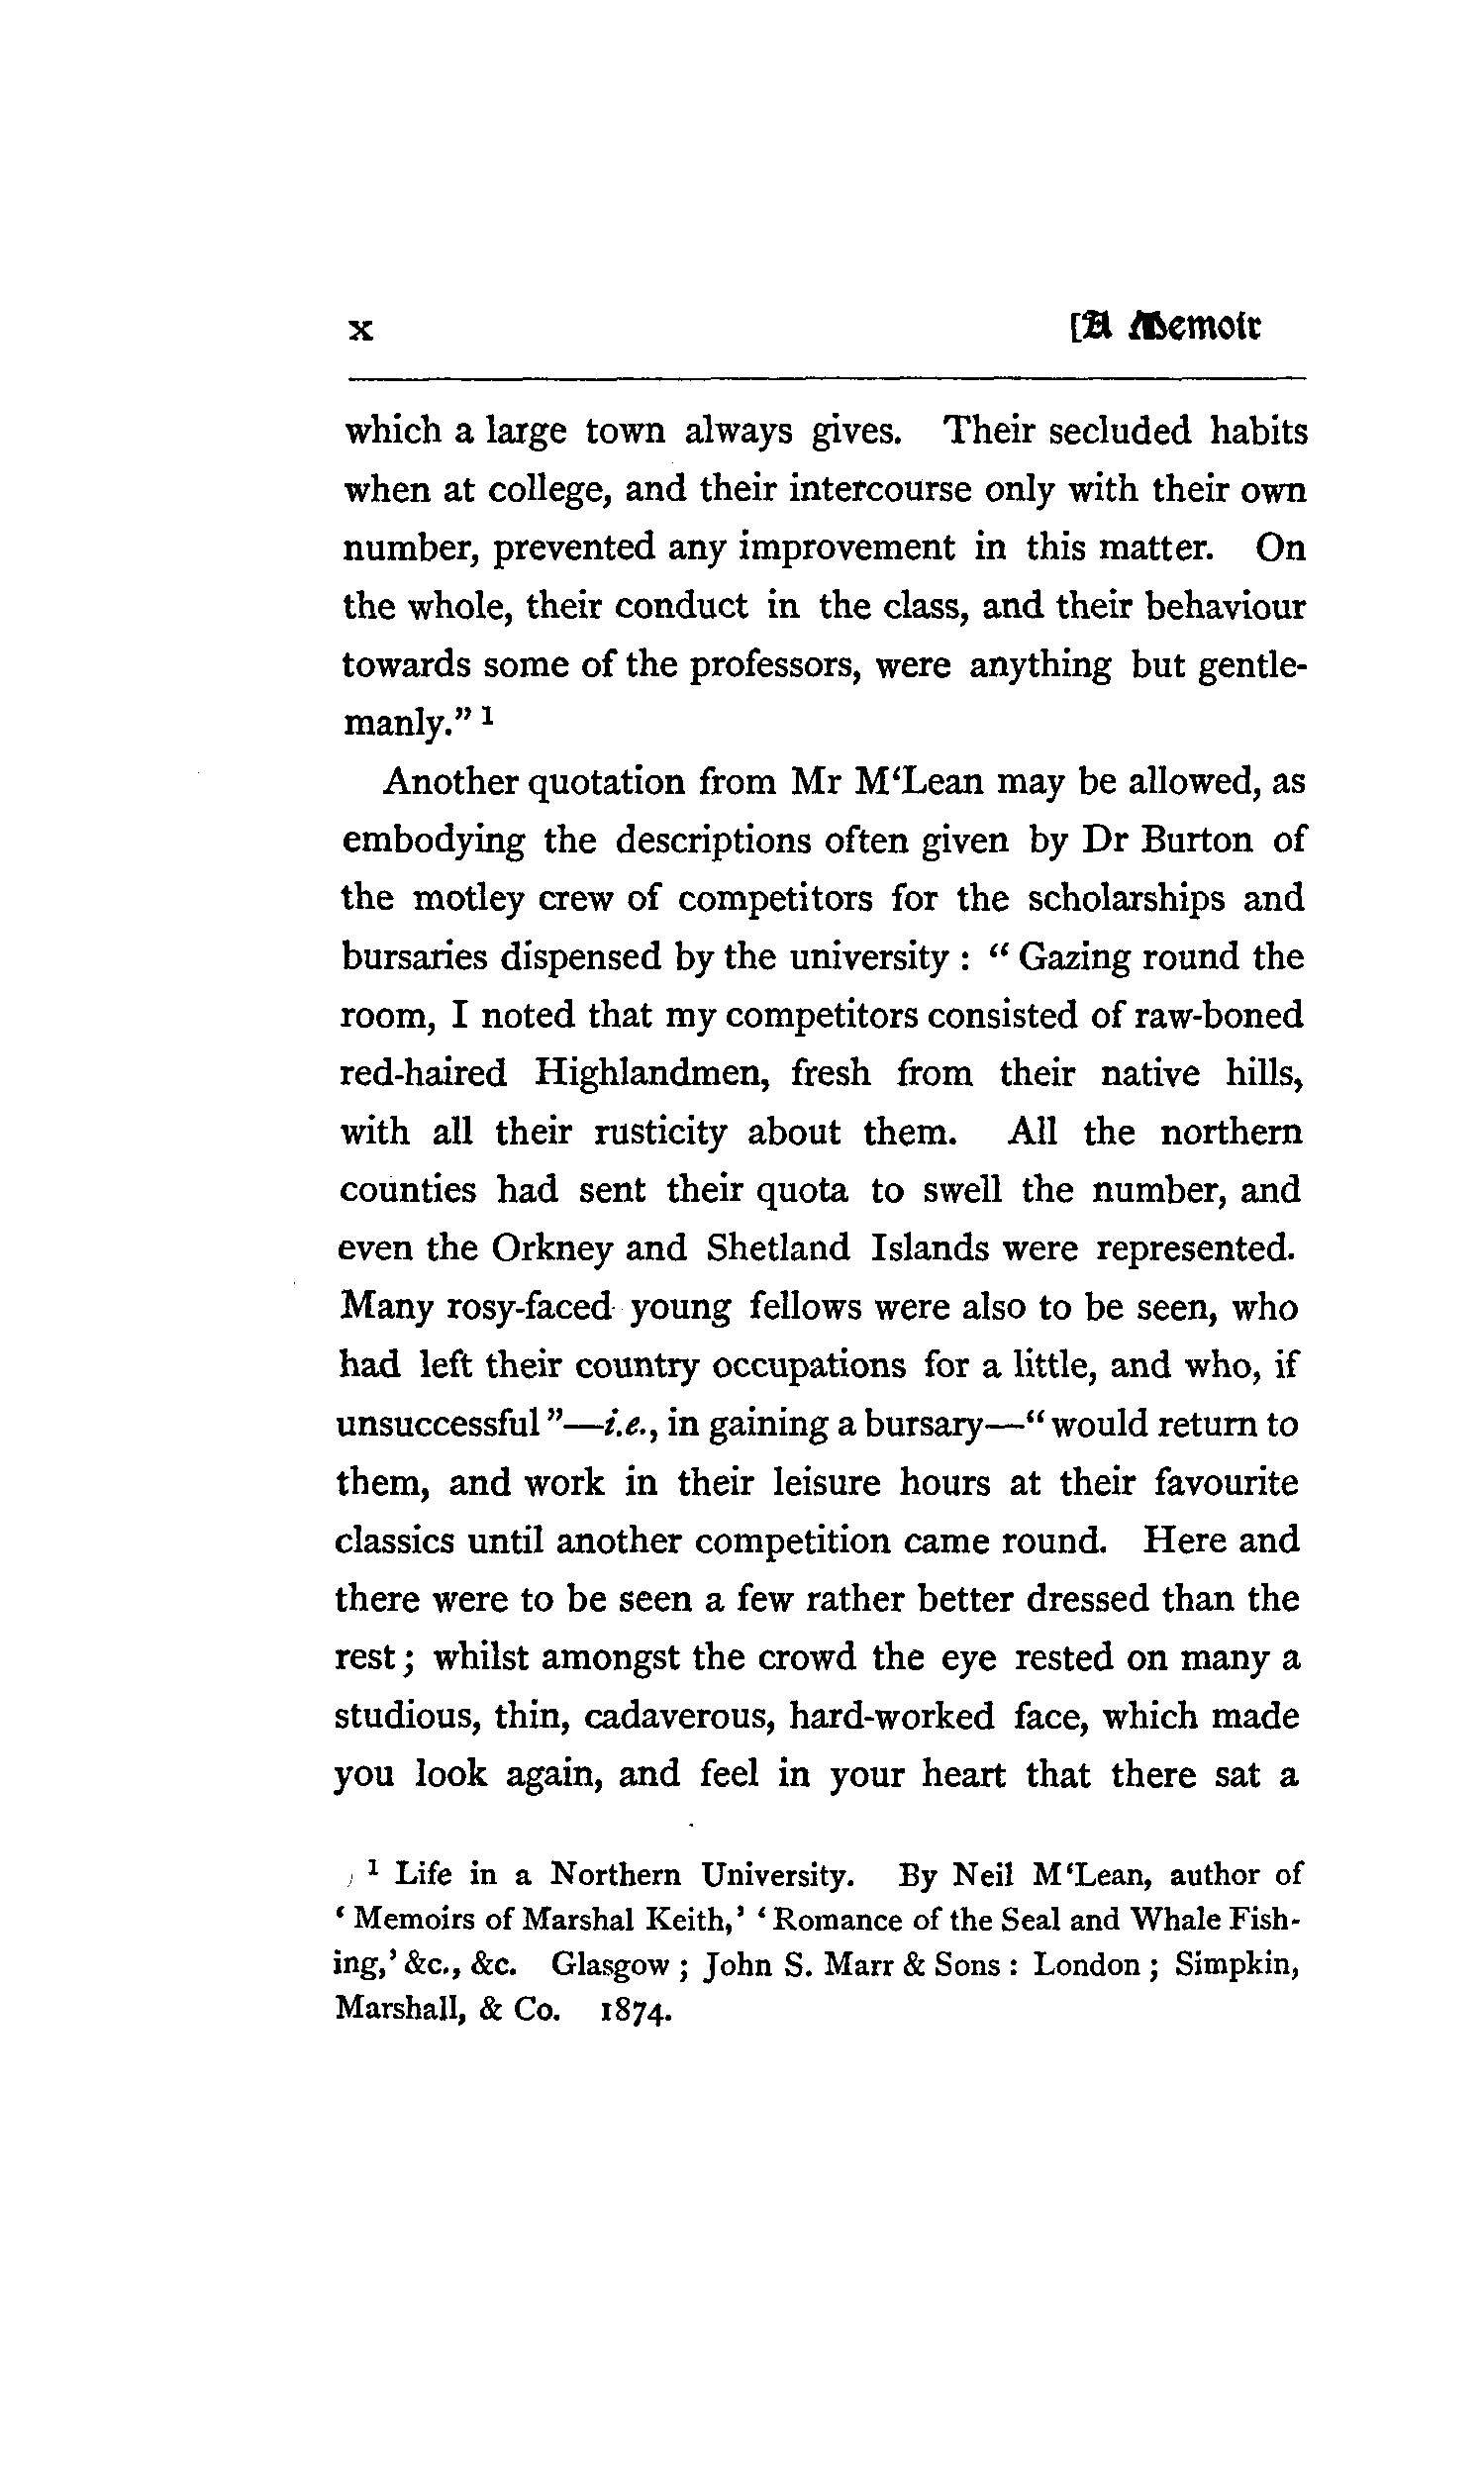 x [A Memoir
which a large town always gives. Their secluded habits
when at college, and their intercourse only with their own
number, prevented any improvement in this matter. On
the whole, their conduct in the class, and their behaviour
towards some of the professors, were anything but gentle-
manly.” ¹
Another quotation from Mr M‘Lean may be allowed, as
embodying the descriptions often given by Dr Burton of
the motley crew of competitors for the scholarships and
bursaries dispensed by the university : “ Gazing round the
room, I noted that my competitors consisted of raw-boned
red-haired Highlandmen, fresh from their native hills,
with all their rusticity about them. All the northern
counties had sent their quota to swell the number, and
even the Orkney and Shetland Islands were represented.
Many rosy-faced young fellows were also to be seen, who
had left their country occupations for a little, and who, if
unsuccessful ”—i.e., in gaining a bursary—“ would return to
them, and work in their leisure hours at their favourite
classics until another competition came round. Here and
there were to be seen a few rather better dressed than the
rest ; whilst amongst the crowd the eye rested on many a
studious, thin, cadaverous, hard-worked face, which made
you look again, and feel in your heart that there sat a
¹ Life in a Northern University. By Neil M‘Lean, author of
‘ Memoirs of Marshal Keith,’ ‘ Romance of the Seal and Whale Fish-
ing,’ &c., &c. Glasgow ; John S. Marr & Sons : London ; Simpkin,
Marshall, & Co. 1874.